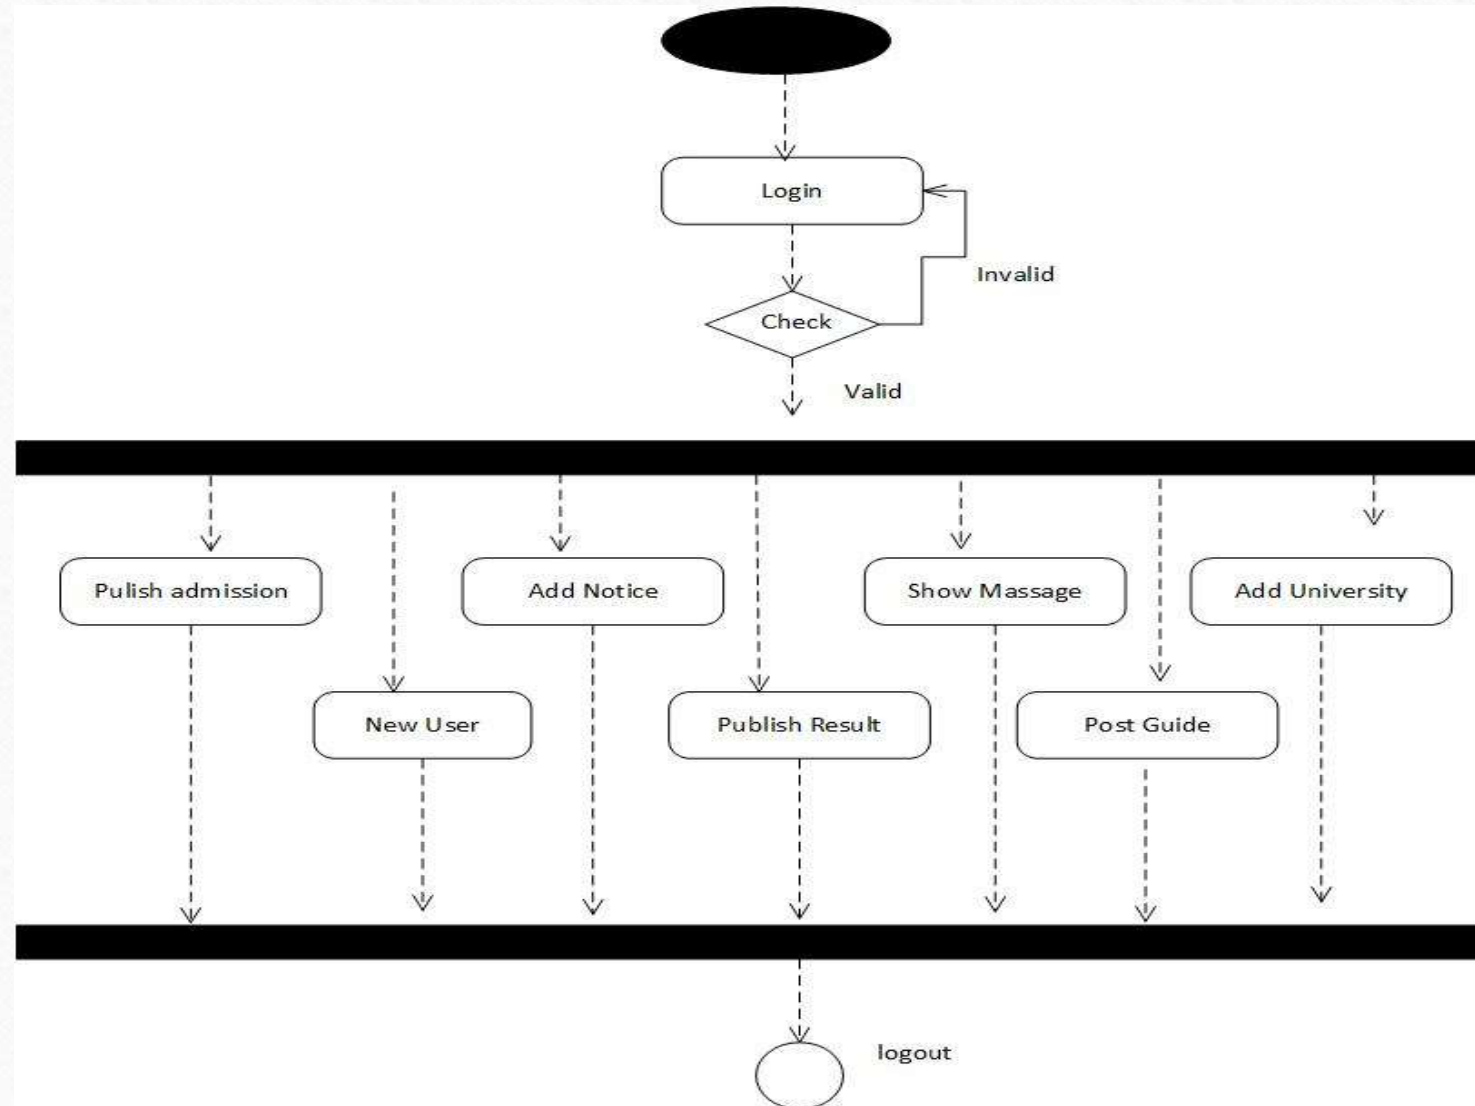 Login
Invalid
Check
Valid
Pulish admission
Add Notice
Show Massage
Add University
New User
Publish Result
Post Guide
logout